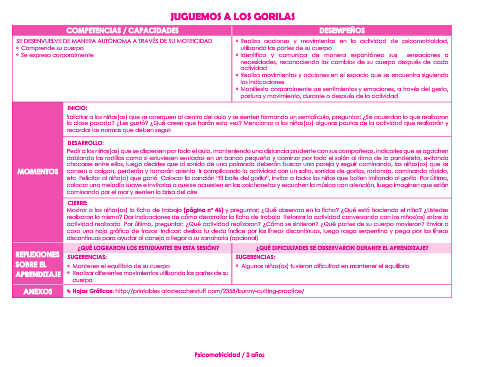 JUGUEMOS A LOS GORILAS
COMPETENCIAS / CAPACIDADES
DESEMPEÑOS
SE DESENVUELVE DE MANERA AUTÓNOMA A TRAVÉS DE SU MOTRICIDAD
• Comprende su cuerpo
• Se expresa corporalmente
• Realiza acciones y movimientos en la actividad de psicomotricidad,
utilizando las partes de su cuerpo
• Identifica y comunica de manera espontánea sus sensaciones o
necesidades, reconociendo los cambios de su cuerpo después de cada
actividad
• Realiza movimientos y acciones en el espacio que se encuentra siguiendo
las indicaciones
• Manifiesta corporalmente sus sentimientos y emociones, a través del gesto,
postura y movimiento, durante o después de la actividad
MOMENTOS
INICIO:
Solicitar a los niños(as) que se acerquen al centro del aula y se sienten formando un semicírculo, preguntar: ¿Se acuerdan lo que realizaron
la clase pasada? ¿Les gustó? ¿Qué creen que harán esta vez? Mencionar a los niños(as) algunas pautas de la actividad que realizarán y
recordar las normas que deben seguir
DESARROLLO:
Pedir a los niños(as) que se dispersen por todo el aula, manteniendo una distancia prudente con sus compañeros, indicarles que se agachen
doblando las rodillas como si estuviesen sentados en un banco pequeño y caminar por todo el salón al ritmo de la pandereta, evitando
chocarse entre ellos, luego decirles que al sonido de una palmada deberán buscar una pareja y seguir caminando, los niños(as) que se
cansen o caigan, perderán y tomarán asiento. Ir complicando la actividad con un salto, sonidos de gorilas, rodando, caminando rápido,
etc. Felicitar al niño(a) que ganó. Colocar la canción "El baile del gorila", invitar a todos los niños que bailen imitando al gorila. Por último,
colocar una melodía suave e invitarlos a que se acuesten en las colchonetas y escuchen la música con atención, luego imaginen que están
caminando por el mar y sienten la brisa del aire
CIERRE:
Mostrar a los niños(as) la ficha de trabajo (página nº 46) y preguntar: ¿Qué observan en la ficha? ¿Qué está haciendo el niño? ¿Ustedes
realizaron lo mismo? Dar indicaciones de cómo desarrollar la ficha de trabajo. Reforzar la actividad conversando con los niños(as) sobre la
actividad realizada. Por último, preguntar: ¿Qué actividad realizaron? ¿Cómo se sintieron? ¿Qué partes de su cuerpo movieron? Enviar a
casa una hoja gráfica de trazos. Indicar: desliza tu dedo índice por las líneas discontinuas, luego rasga serpentina y pega por las líneas
discontinuas para ayudar al conejo a llegar a su zanahoria (opcional)
REFLEXIONES
SOBRE EL
APRENDIZAJE
¿QUÉ LOGRARON LOS ESTUDIANTES EN ESTA SESIÓN?
¿QUÉ DIFICULTADES SE OBSERVARON DURANTE EL APRENDIZAJE?
SUGERENCIAS:
• Mantener el equilibrio de su cuerpo
• Realizar diferentes movimientos utilizando las partes de su
cuerpo
SUGERENCIAS:
• Algunos niños(as) tuvieron dificultad en mantener el equilibrio
ANEXOS
Hojas Gráficas: http://printables.atozteacherstuff.com/2358/bunny-cutting-practice/
Psicomotricidad / 3 años